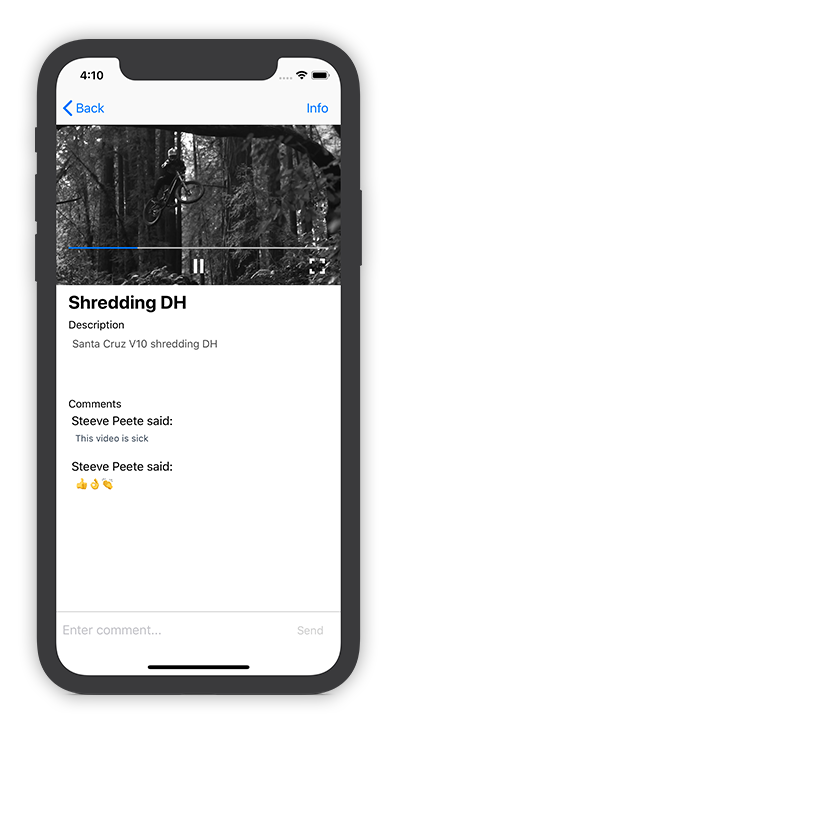 4:10
Back Info
Shredding DH
Description
Santa Cruz V10 shredding DH
Comments
Steeve Peete said:
This video is sick
Steeve Peete said:
👍👌👏
Enter comment... Send